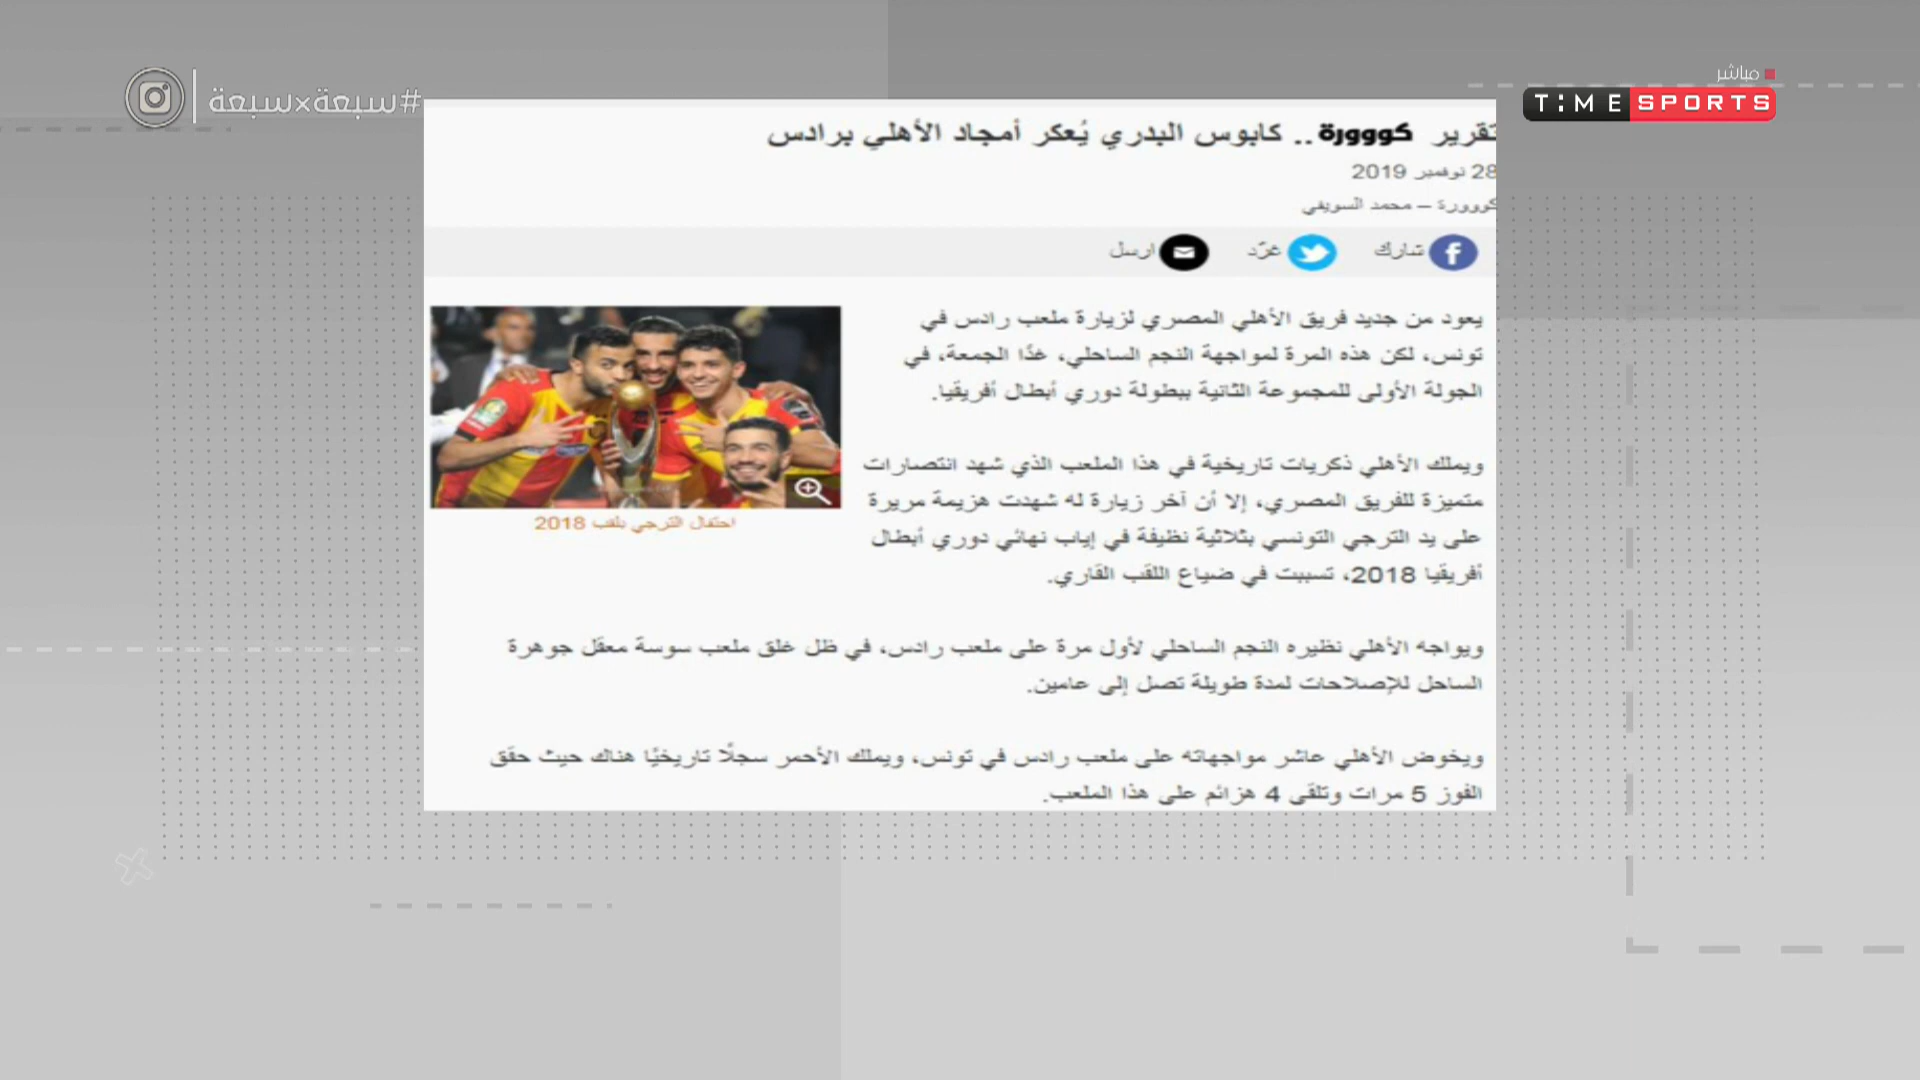 مباشر
TIME SPORTS
#سبعةxسبعة
تقرير كووورة.. كابوس البدري يُعكر أمجاد الأهلي برادس
28 نوفمبر 2019
كووورة – محمد السويفي
شارك
غرّد
ارسل
يعود من جديد فريق الأهلي المصري لزيارة ملعب رادس في
تونس، لكن هذه المرة لمواجهة النجم الساحلي، غدًا الجمعة، في
الجولة الأولى للمجموعة الثانية ببطولة دوري أبطال أفريقيا.
ويملك الأهلي ذكريات تاريخية في هذا الملعب الذي شهد انتصارات
متميزة للفريق المصري، إلا أن آخر زيارة له شهدت هزيمة مريرة
على يد الترجي التونسي بثلاثية نظيفة في إياب نهائي دوري أبطال
أفريقيا 2018، تسببت في ضياع اللقب القاري.
احتفال الترجي بلقب 2018
ويواجه الأهلي نظيره النجم الساحلي لأول مرة على ملعب رادس، في ظل غلق ملعب سوسة معقل جوهرة
الساحل للإصلاحات لمدة طويلة تصل إلى عامين.
ويخوض الأهلي عاشر مواجهاته على ملعب رادس في تونس، ويملك الأحمر سجلًا تاريخيًا هناك حيث حقق
الفوز 5 مرات وتلقى 4 هزائم على هذا الملعب.